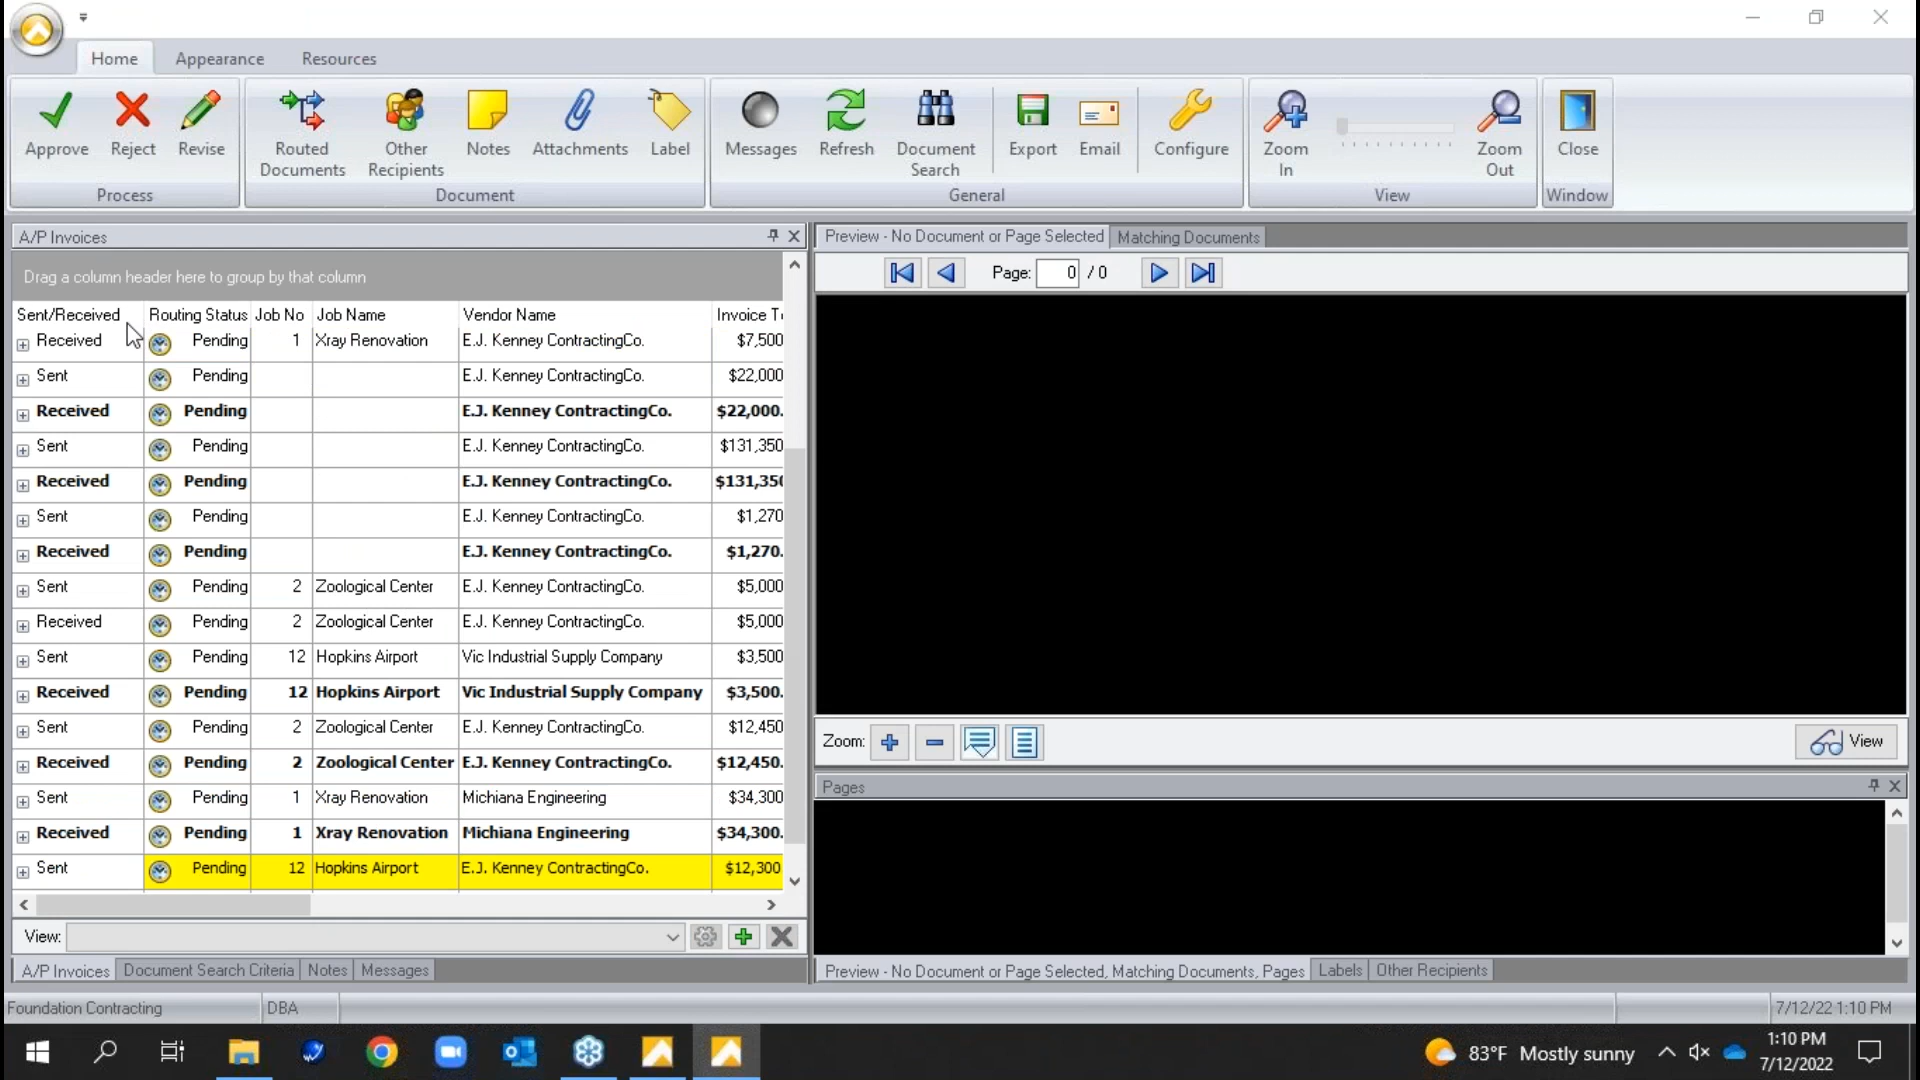 Home Appearance Resources
Approve Reject Revise Routed Documents Other Recipients Notes Attachments Label Messages Refresh Document Search Export Email Configure Zoom In Zoom Out Close
Process Document General View Window
A/P Invoices
Drag a column header here to group by that column
Sent/Received Routing Status Job No Job Name Vendor Name Invoice T
Received Pending 1 Xray Renovation E.J. Kenney ContractingCo. $7,500
Sent Pending E.J. Kenney ContractingCo. $22,000
Received Pending E.J. Kenney ContractingCo. $22,000.
Sent Pending E.J. Kenney ContractingCo. $131,350
Received Pending E.J. Kenney ContractingCo. $131,350
Sent Pending E.J. Kenney ContractingCo. $1,270
Received Pending E.J. Kenney ContractingCo. $1,270.
Sent Pending 2 Zoological Center E.J. Kenney ContractingCo. $5,000
Received Pending 2 Zoological Center E.J. Kenney ContractingCo. $5,000
Sent Pending 12 Hopkins Airport Vic Industrial Supply Company $3,500
Received Pending 12 Hopkins Airport Vic Industrial Supply Company $3,500.
Sent Pending 2 Zoological Center E.J. Kenney ContractingCo. $12,450
Received Pending 2 Zoological Center E.J. Kenney ContractingCo. $12,450.
Sent Pending 1 Xray Renovation Michiana Engineering $34,300
Received Pending 1 Xray Renovation Michiana Engineering $34,300.
Sent Pending 12 Hopkins Airport E.J. Kenney ContractingCo. $12,300
View:
A/P Invoices Document Search Criteria Notes Messages
Preview - No Document or Page Selected Matching Documents
Page: 0 / 0
Zoom: View
Pages
Preview - No Document or Page Selected, Matching Documents, Pages Labels Other Recipients
Foundation Contracting DBA 7/12/22 1:10 PM
83°F Mostly sunny 1:10 PM
7/12/2022